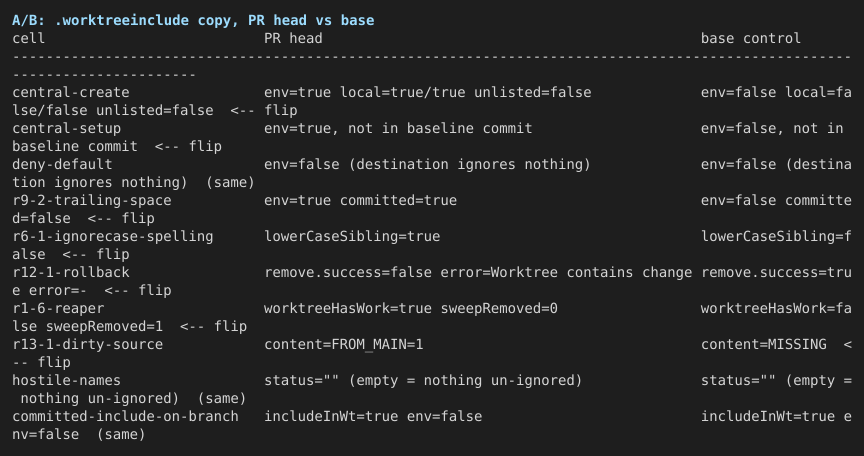 A/B: .worktreeinclude copy, PR head vs base
cell                          PR head                                             base control
----------------------------------------------------------------------------------------------------
----------------------
central-create                env=true local=true/true unlisted=false             env=false local=fa
lse/false unlisted=false  <-- flip
central-setup                 env=true, not in baseline commit                    env=false, not in
baseline commit  <-- flip
deny-default                  env=false (destination ignores nothing)             env=false (destina
tion ignores nothing)  (same)
r9-2-trailing-space           env=true committed=true                             env=false committe
d=false  <-- flip
r6-1-ignorecase-spelling      lowerCaseSibling=true                               lowerCaseSibling=f
alse  <-- flip
r12-1-rollback                remove.success=false error=Worktree contains change remove.success=tru
e error=-  <-- flip
r1-6-reaper                   worktreeHasWork=true sweepRemoved=0                 worktreeHasWork=fa
lse sweepRemoved=1  <-- flip
r13-1-dirty-source            content=FROM_MAIN=1                                 content=MISSING  <
-- flip
hostile-names                 status="" (empty = nothing un-ignored)              status="" (empty =
 nothing un-ignored)  (same)
committed-include-on-branch   includeInWt=true env=false                          includeInWt=true e
nv=false  (same)